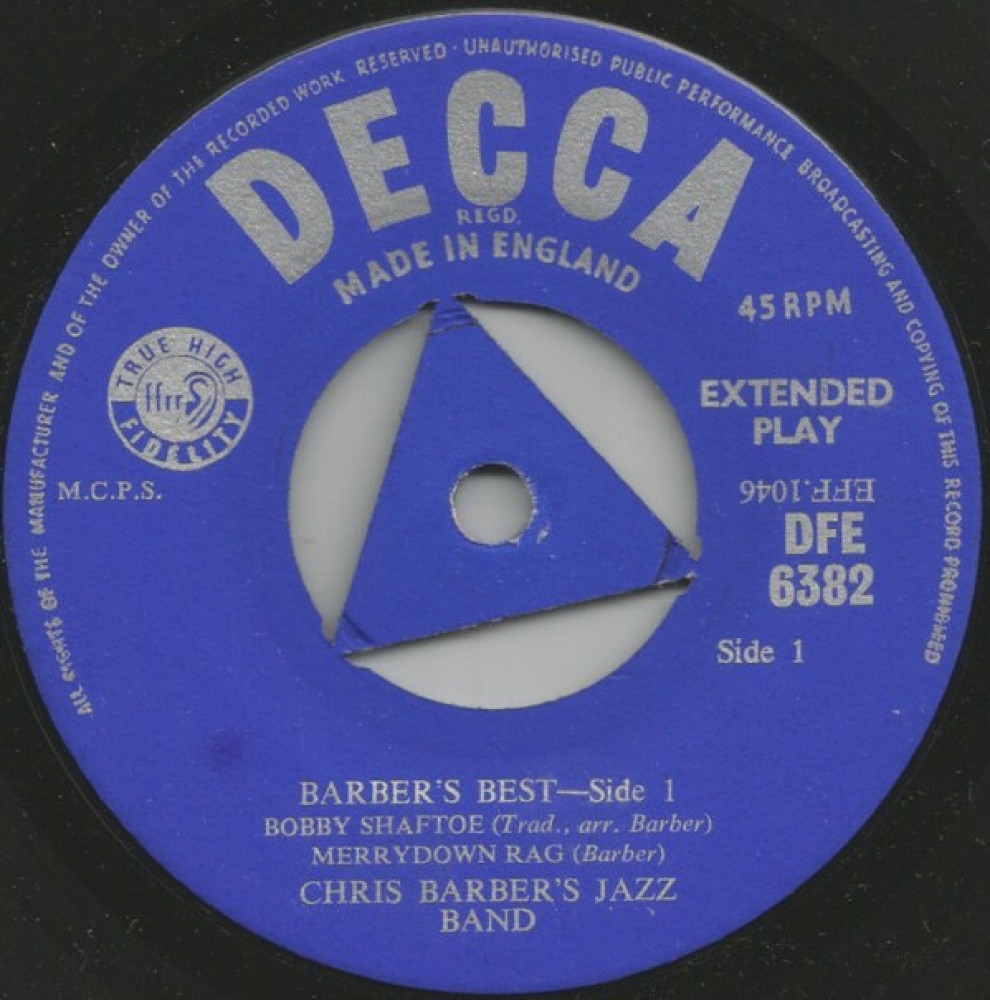 ALL RIGHTS OF THE MANUFACTURER AND OF THE OWNER OF THE RECORDED WORK RESERVED · UNAUTHORISED PUBLIC PERFORMANCE BROADCASTING AND COPYING OF THIS RECORD PROHIBITED
DECCA
REGD.
MADE IN ENGLAND
45 RPM
TRUE HIGH
ffrr
FIDELITY
EXTENDED
PLAY
M.C.P.S.
EFF.1046
DFE
6382
Side 1
BARBER'S BEST—Side 1
BOBBY SHAFTOE (Trad., arr. Barber)
MERRYDOWN RAG (Barber)
CHRIS BARBER'S JAZZ
BAND